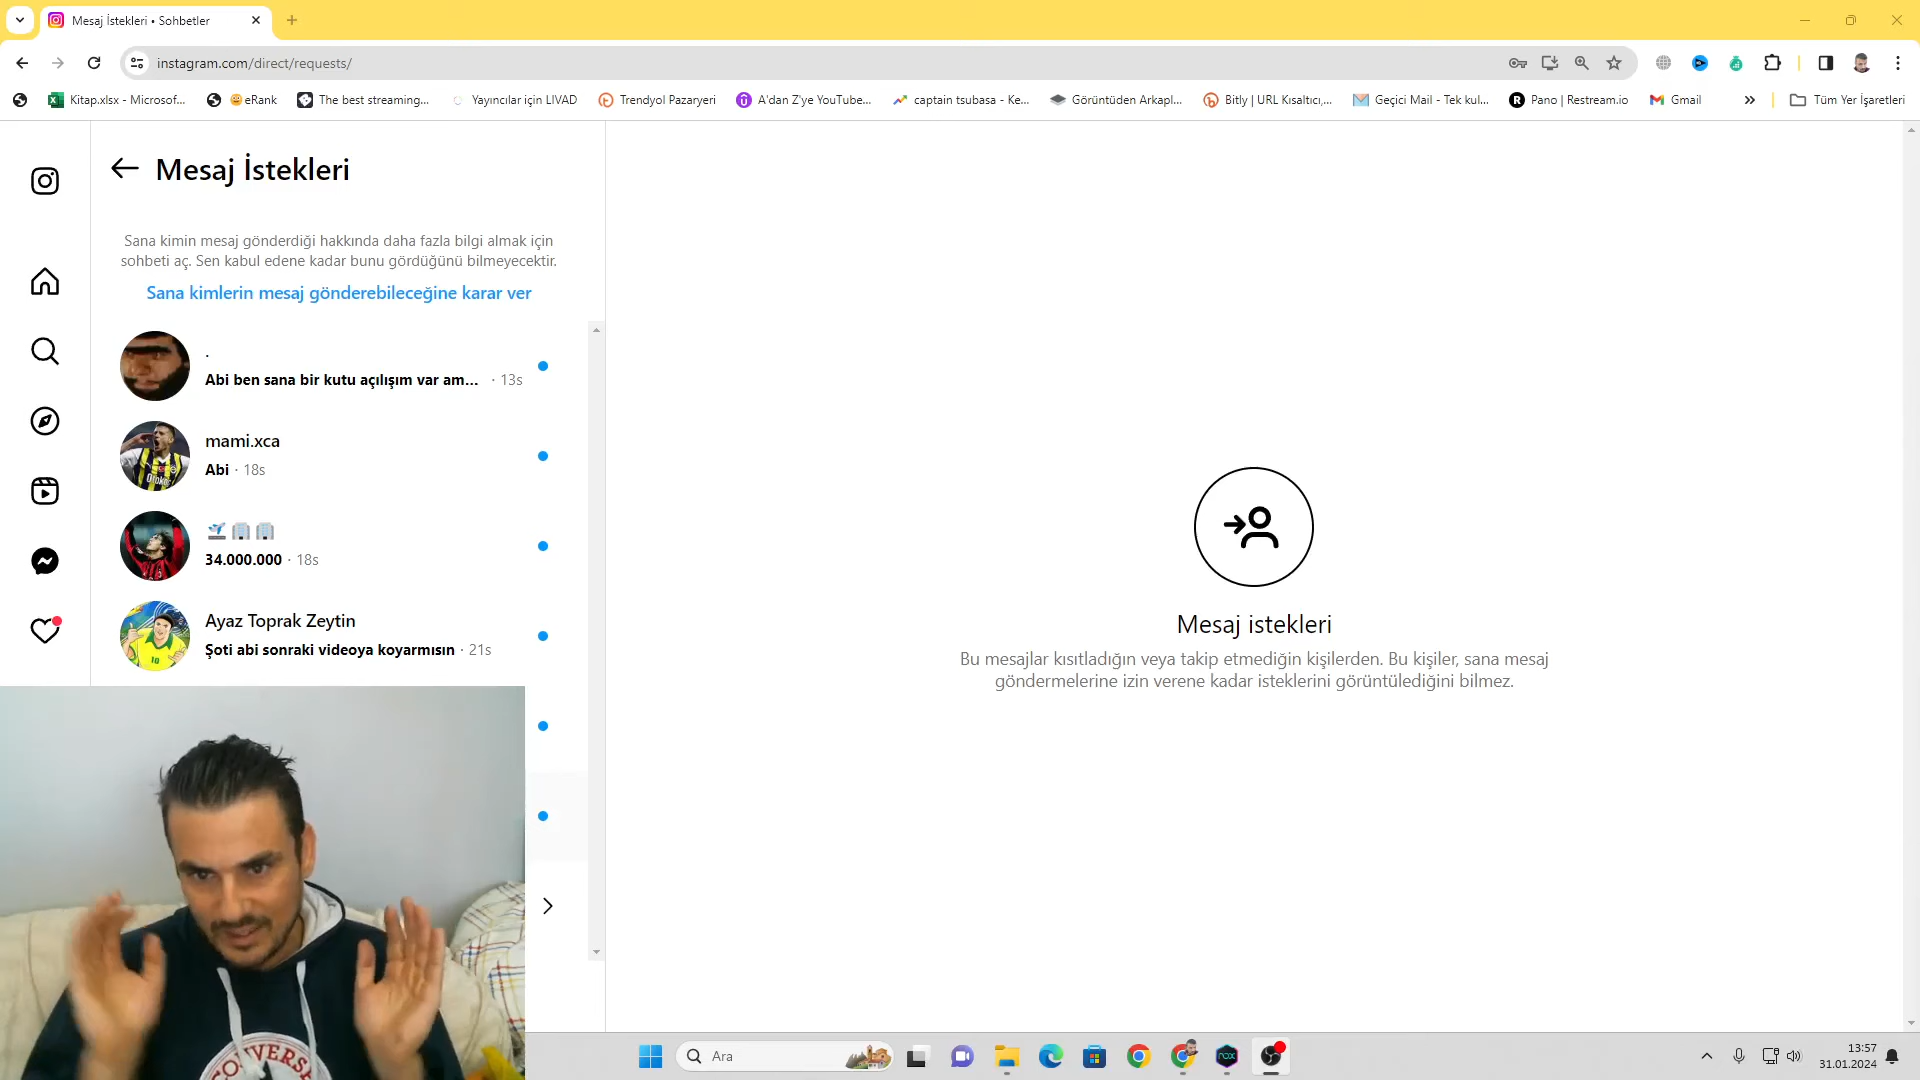 Mesaj İstekleri • Sohbetler
instagram.com/direct/requests/
Kitap.xlsx - Microsof...
eRank
The best streaming...
Yayıncılar için LIVAD
Trendyol Pazaryeri
A'dan Z'ye YouTube...
captain tsubasa - Ke...
Görüntüden Arkapl...
Bitly | URL Kısaltıcı,...
Geçici Mail - Tek kul...
Pano | Restream.io
Gmail
Tüm Yer İşaretleri
Mesaj İstekleri
Sana kimin mesaj gönderdiği hakkında daha fazla bilgi almak için
sohbeti aç. Sen kabul edene kadar bunu gördüğünü bilmeyecektir.
Sana kimlerin mesaj gönderebileceğine karar ver
.
Abi ben sana bir kutu açılışım var am... · 13s
mami.xca
Abi · 18s
34.000.000 · 18s
Ayaz Toprak Zeytin
Şoti abi sonraki videoya koyarmısın · 21s
Mesaj istekleri
Bu mesajlar kısıtladığın veya takip etmediğin kişilerden. Bu kişiler, sana mesaj
göndermelerine izin verene kadar isteklerini görüntülediğini bilmez.
CONVERSE
Ara
13:57
31.01.2024